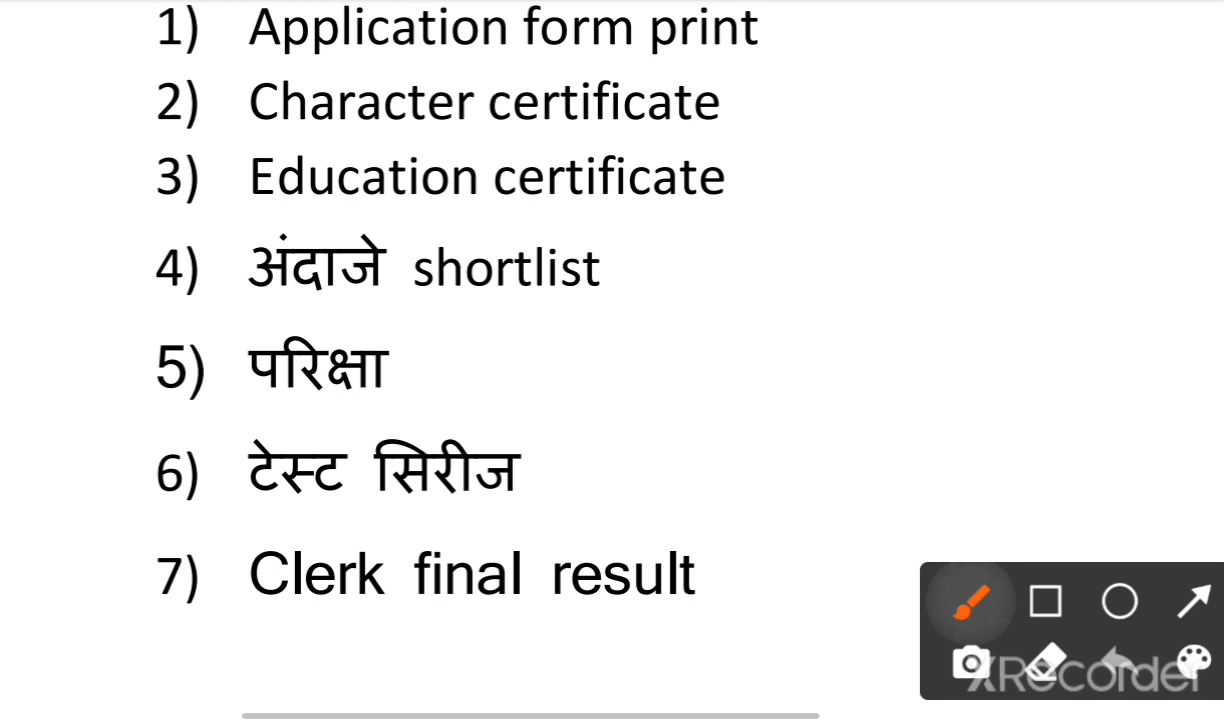 1) Application form print
2) Character certificate
3) Education certificate
4) अंदाजे shortlist
5) परिक्षा
6) टेस्ट सिरीज
7) Clerk final result
XRecorder